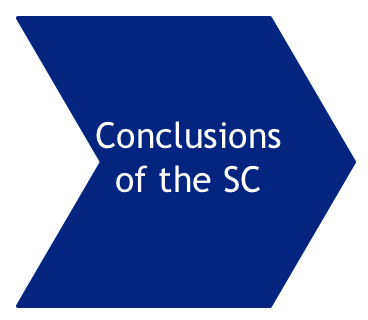 Conclusions
of the SC